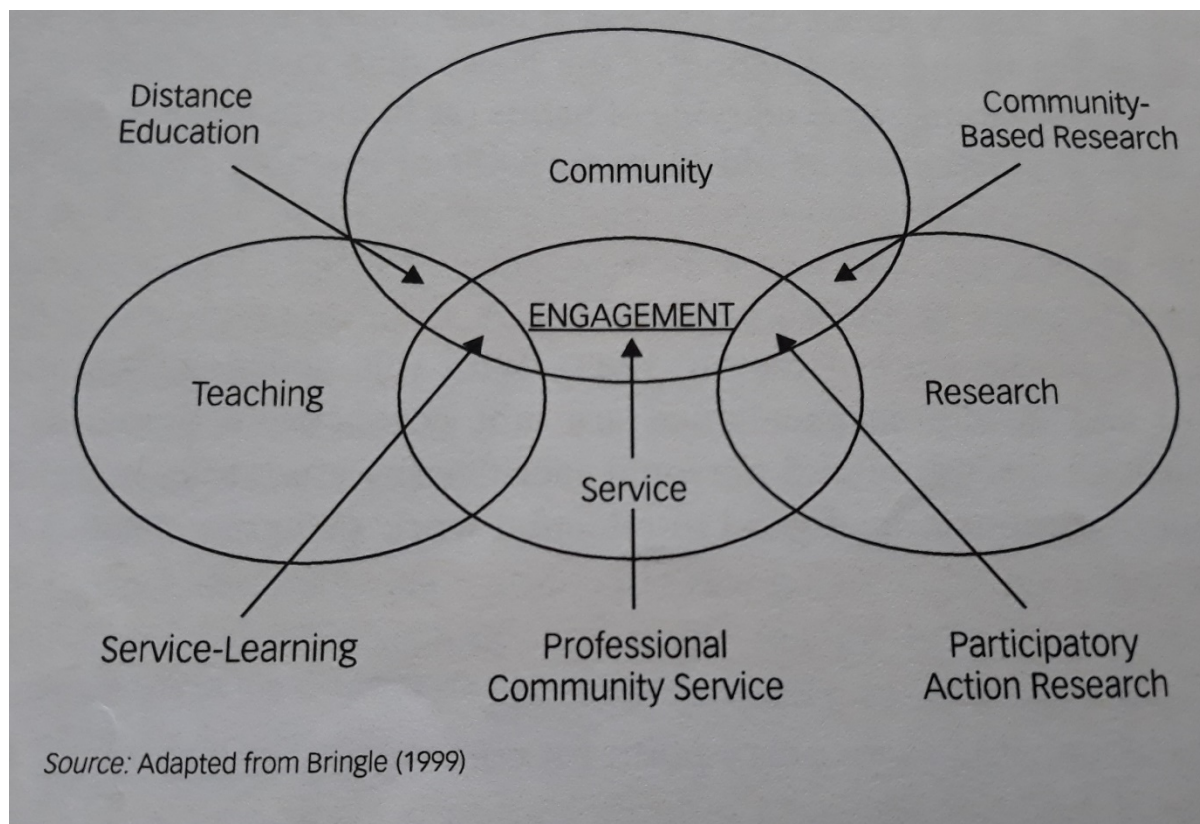 Distance
Education
Community-
Based Research
Community
ENGAGEMENT
Teaching
Research
Service
Service-Learning
Professional
Community Service
Participatory
Action Research
Source: Adapted from Bringle (1999)